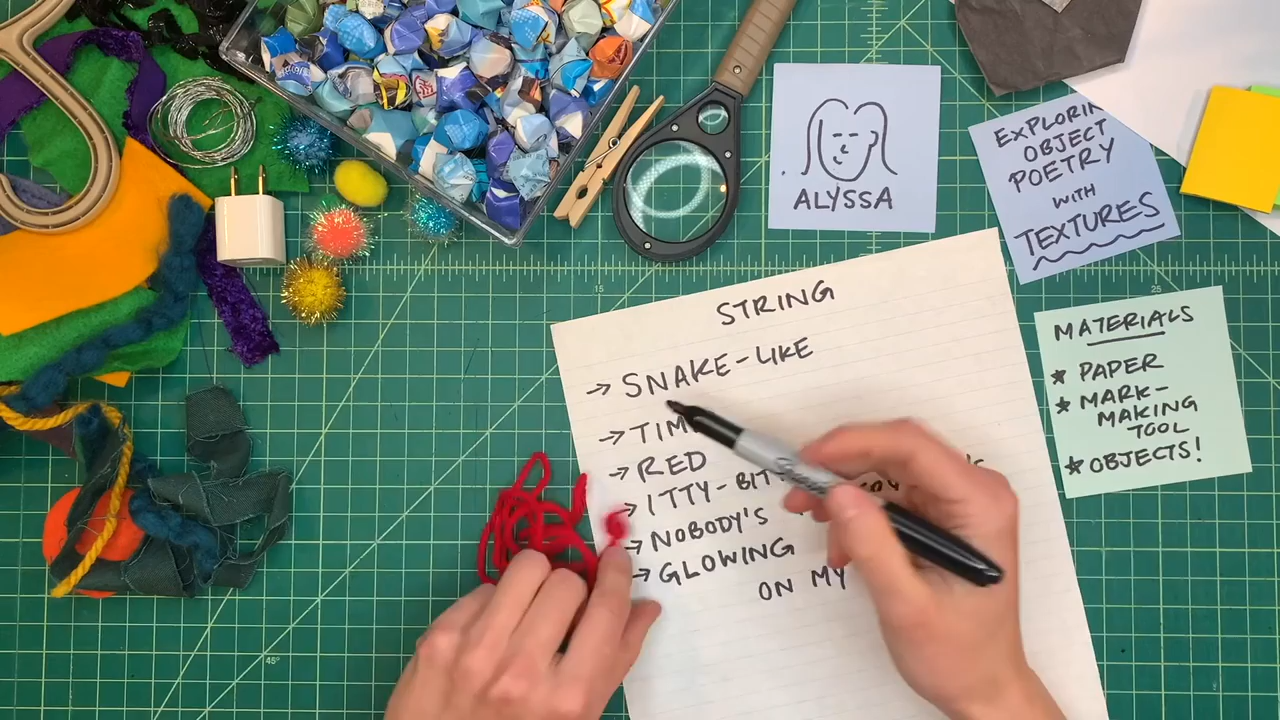 ALYSSA
EXPLORIN
OBJECT
POETRY
WITH
TEXTURES
MATERIALS
* PAPER
* MARK-
MAKING
TOOL
* OBJECTS!
STRING
→ SNAKE-LIKE
→ TIM
→ RED
→ ITTY-BIT
→ NOBODY'S
→ GLOWING
ON MY